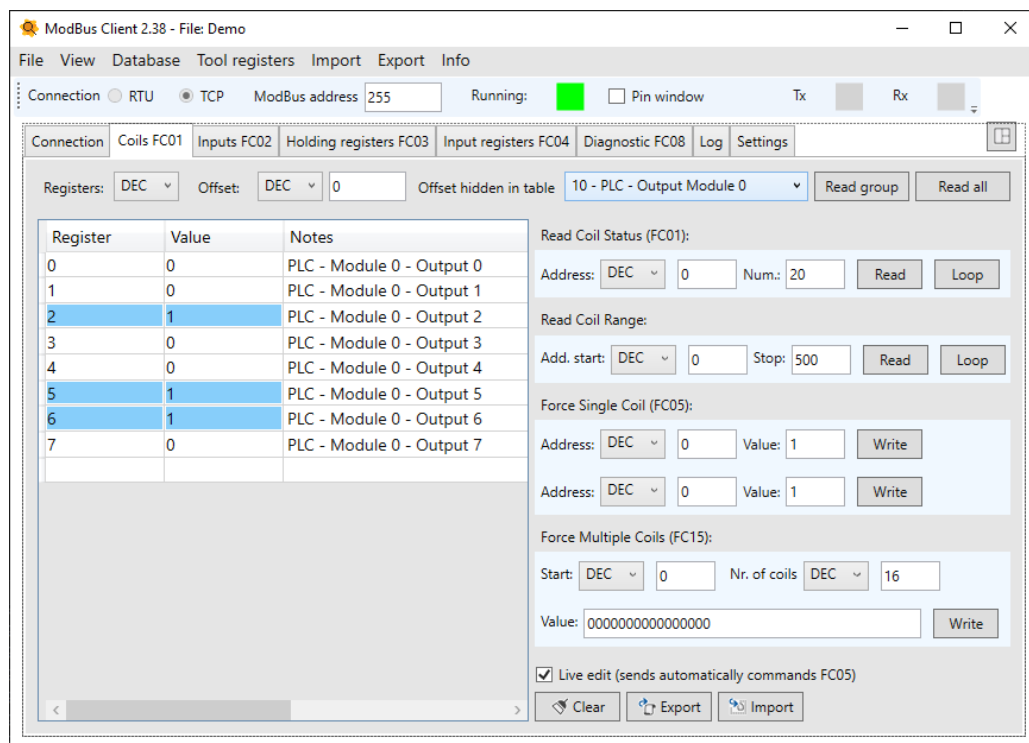 ModBus Client 2.38 - File: Demo
File View Database Tool registers Import Export Info
Connection RTU TCP ModBus address 255 Running: Pin window Tx Rx
Connection Coils FC01 Inputs FC02 Holding registers FC03 Input registers FC04 Diagnostic FC08 Log Settings
Registers: DEC Offset: DEC 0 Offset hidden in table 10 - PLC - Output Module 0 Read group Read all
Register Value Notes
0 0 PLC - Module 0 - Output 0
1 0 PLC - Module 0 - Output 1
2 1 PLC - Module 0 - Output 2
3 0 PLC - Module 0 - Output 3
4 0 PLC - Module 0 - Output 4
5 1 PLC - Module 0 - Output 5
6 1 PLC - Module 0 - Output 6
7 0 PLC - Module 0 - Output 7
Read Coil Status (FC01):
Address: DEC 0 Num.: 20 Read Loop
Read Coil Range:
Add. start: DEC 0 Stop: 500 Read Loop
Force Single Coil (FC05):
Address: DEC 0 Value: 1 Write
Address: DEC 0 Value: 1 Write
Force Multiple Coils (FC15):
Start: DEC 0 Nr. of coils DEC 16
Value: 0000000000000000 Write
Live edit (sends automatically commands FC05)
Clear Export Import